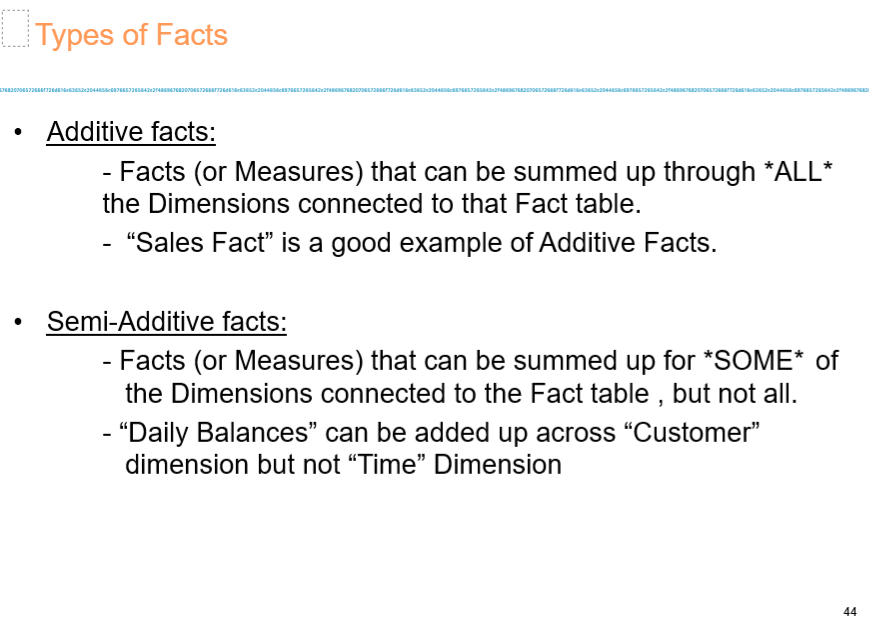 Types of Facts
• Additive facts:
- Facts (or Measures) that can be summed up through *ALL*
the Dimensions connected to that Fact table.
- “Sales Fact” is a good example of Additive Facts.
• Semi-Additive facts:
- Facts (or Measures) that can be summed up for *SOME* of
the Dimensions connected to the Fact table , but not all.
- “Daily Balances” can be added up across “Customer”
dimension but not “Time” Dimension
44